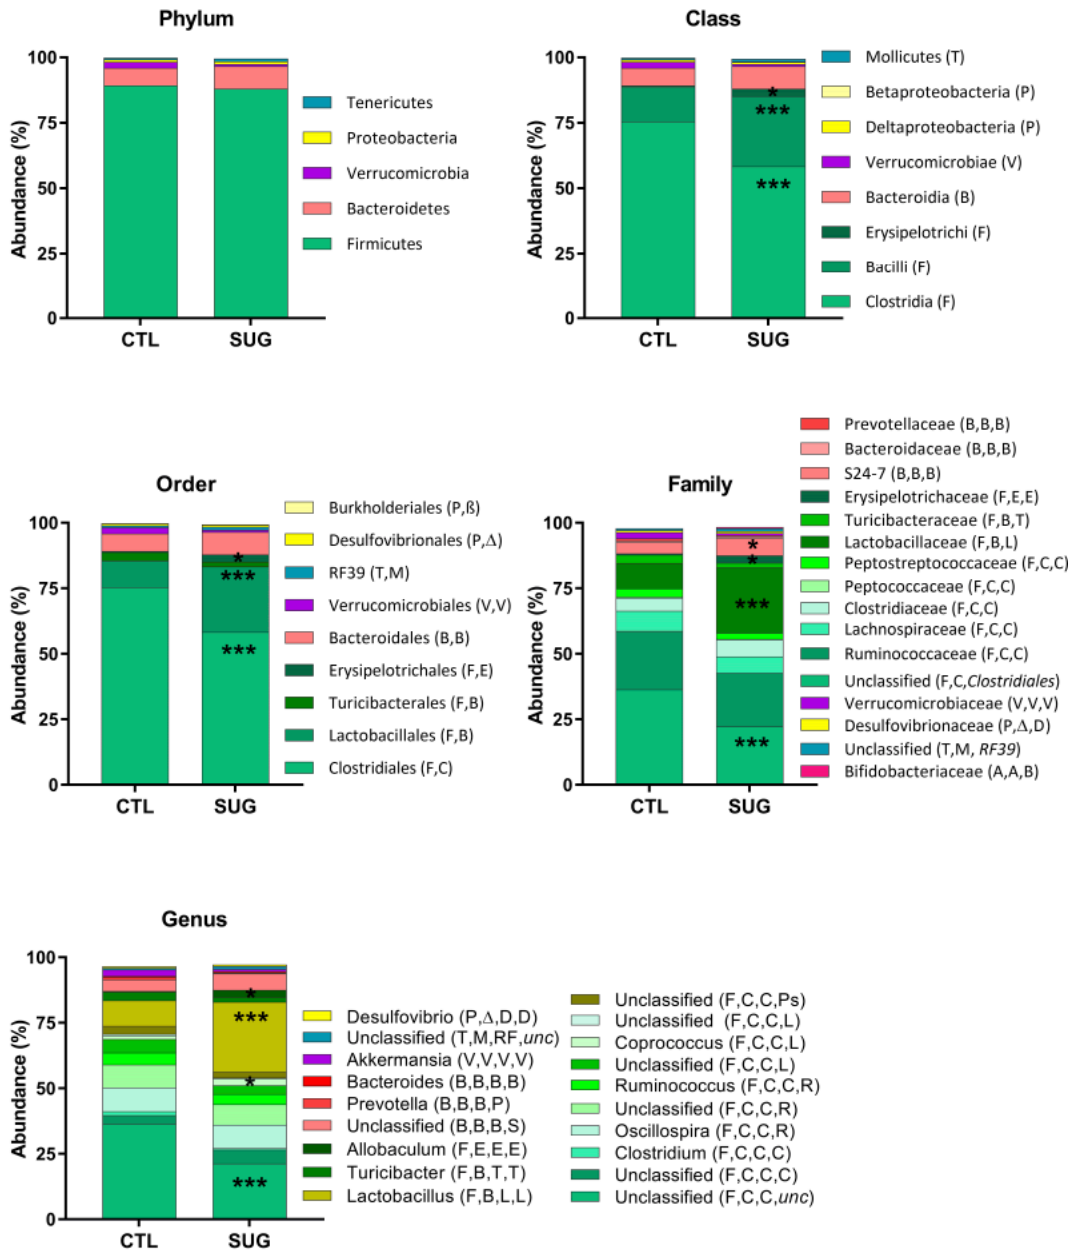 Phylum
Abundance (%)
100
75
50
25
0
CTL SUG
Tenericutes
Proteobacteria
Verrucomicrobia
Bacteroidetes
Firmicutes
Class
Abundance (%)
100
75
50
25
0
*
***
***
CTL SUG
Mollicutes (T)
Betaproteobacteria (P)
Deltaproteobacteria (P)
Verrucomicrobiae (V)
Bacteroidia (B)
Erysipelotrichi (F)
Bacilli (F)
Clostridia (F)
Order
Abundance (%)
100
75
50
25
0
*
***
***
CTL SUG
Burkholderiales (P,ß)
Desulfovibrionales (P,Δ)
RF39 (T,M)
Verrucomicrobiales (V,V)
Bacteroidales (B,B)
Erysipelotrichales (F,E)
Turicibacterales (F,B)
Lactobacillales (F,B)
Clostridiales (F,C)
Family
Abundance (%)
100
75
50
25
0
*
*
***
***
CTL SUG
Prevotellaceae (B,B,B)
Bacteroidaceae (B,B,B)
S24-7 (B,B,B)
Erysipelotrichaceae (F,E,E)
Turicibacteraceae (F,B,T)
Lactobacillaceae (F,B,L)
Peptostreptococcaceae (F,C,C)
Peptococcaceae (F,C,C)
Clostridiaceae (F,C,C)
Lachnospiraceae (F,C,C)
Ruminococcaceae (F,C,C)
Unclassified (F,C,Clostridiales)
Verrucomicrobiaceae (V,V,V)
Desulfovibrionaceae (P,Δ,D)
Unclassified (T,M, RF39)
Bifidobacteriaceae (A,A,B)
Genus
Abundance (%)
100
75
50
25
0
*
***
*
***
CTL SUG
Desulfovibrio (P,Δ,D,D)
Unclassified (T,M,RF,unc)
Akkermansia (V,V,V,V)
Bacteroides (B,B,B,B)
Prevotella (B,B,B,P)
Unclassified (B,B,B,S)
Allobaculum (F,E,E,E)
Turicibacter (F,B,T,T)
Lactobacillus (F,B,L,L)
Unclassified (F,C,C,Ps)
Unclassified (F,C,C,L)
Coprococcus (F,C,C,L)
Unclassified (F,C,C,L)
Ruminococcus (F,C,C,R)
Unclassified (F,C,C,R)
Oscillospira (F,C,C,R)
Clostridium (F,C,C,C)
Unclassified (F,C,C,C)
Unclassified (F,C,C,unc)